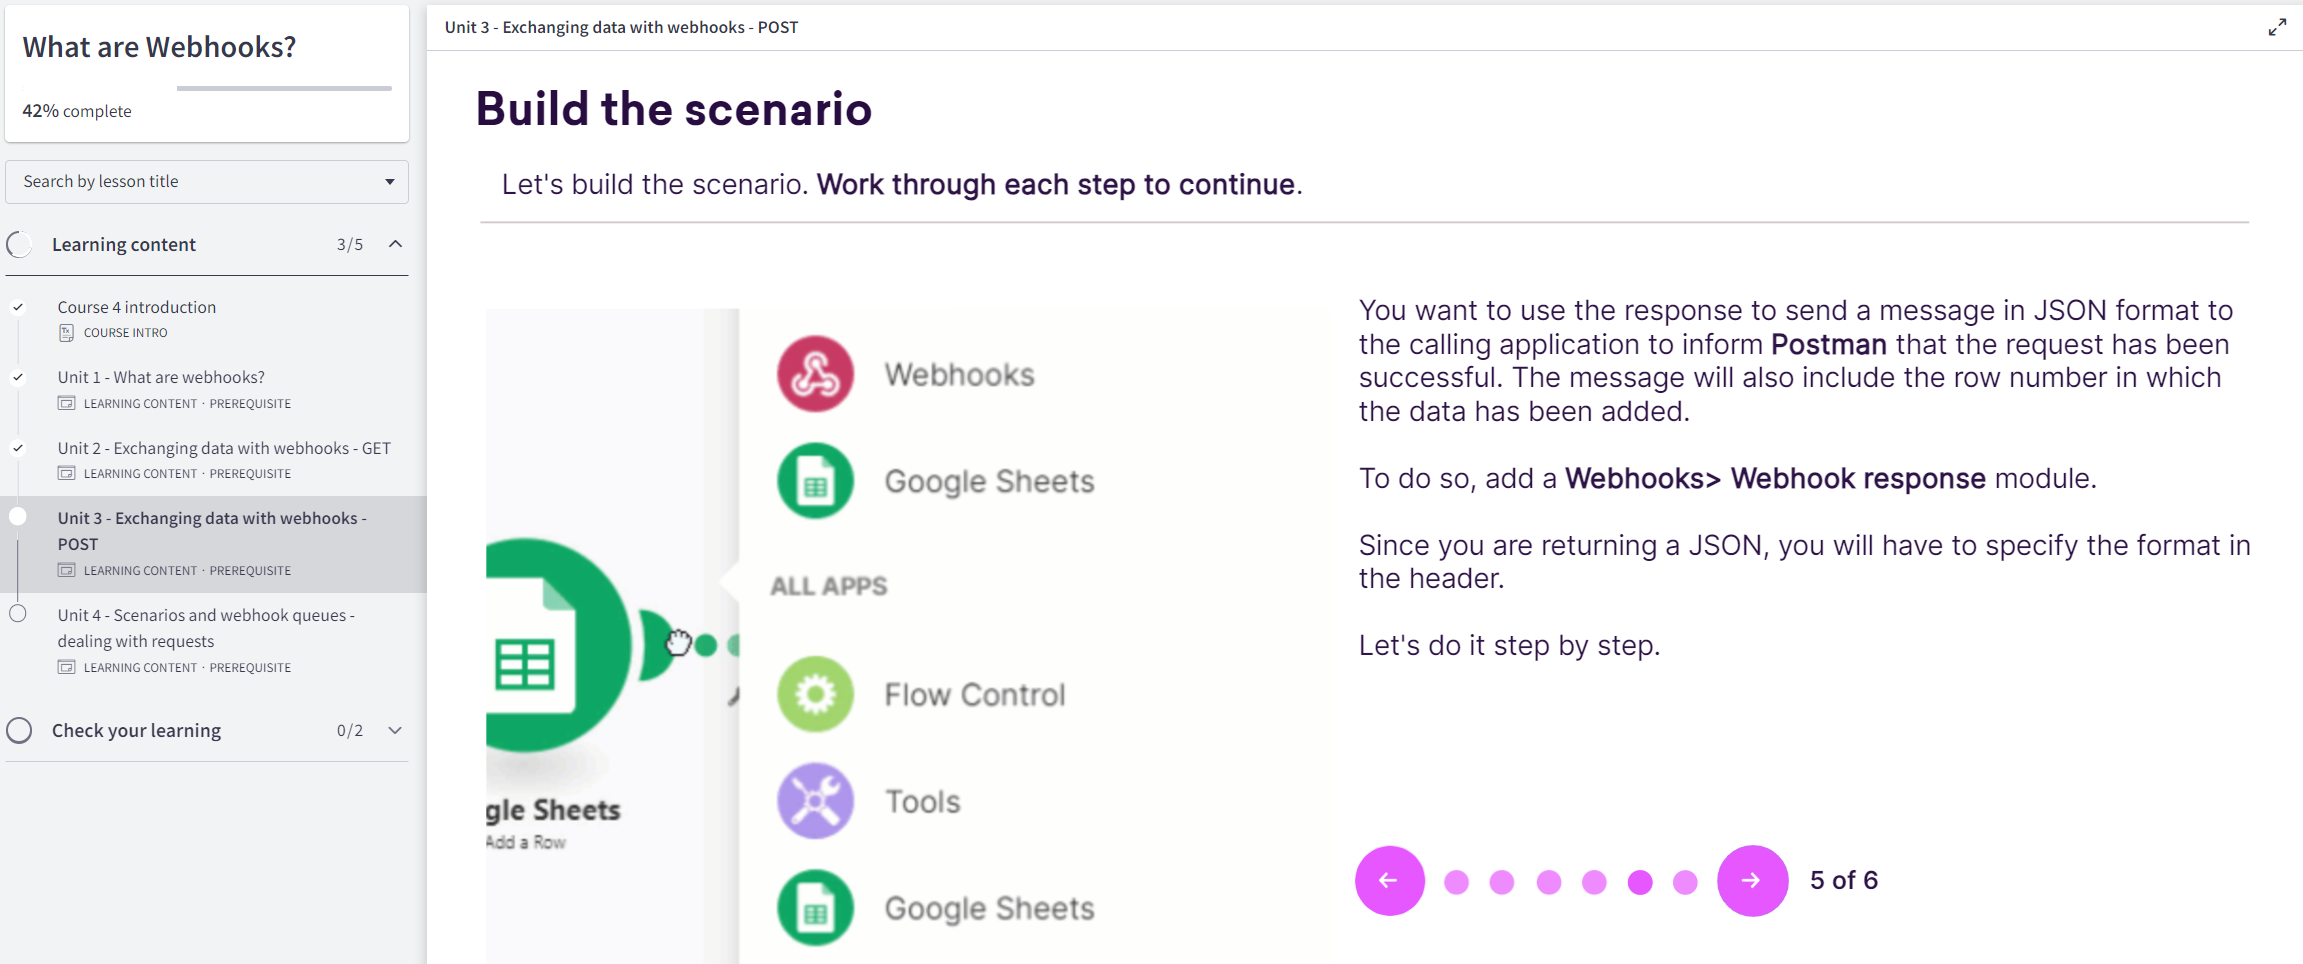 What are Webhooks?
42% complete
Search by lesson title
Learning content 3/5
Course 4 introduction
COURSE INTRO
Unit 1 - What are webhooks?
LEARNING CONTENT · PREREQUISITE
Unit 2 - Exchanging data with webhooks - GET
LEARNING CONTENT · PREREQUISITE
Unit 3 - Exchanging data with webhooks -
POST
LEARNING CONTENT · PREREQUISITE
Unit 4 - Scenarios and webhook queues -
dealing with requests
LEARNING CONTENT · PREREQUISITE
Check your learning 0/2
Unit 3 - Exchanging data with webhooks - POST
Build the scenario
Let's build the scenario. Work through each step to continue.
Webhooks
Google Sheets
ALL APPS
Flow Control
Tools
Google Sheets
gle Sheets
Add a Row
You want to use the response to send a message in JSON format to
the calling application to inform Postman that the request has been
successful. The message will also include the row number in which
the data has been added.
To do so, add a Webhooks> Webhook response module.
Since you are returning a JSON, you will have to specify the format in
the header.
Let's do it step by step.
5 of 6